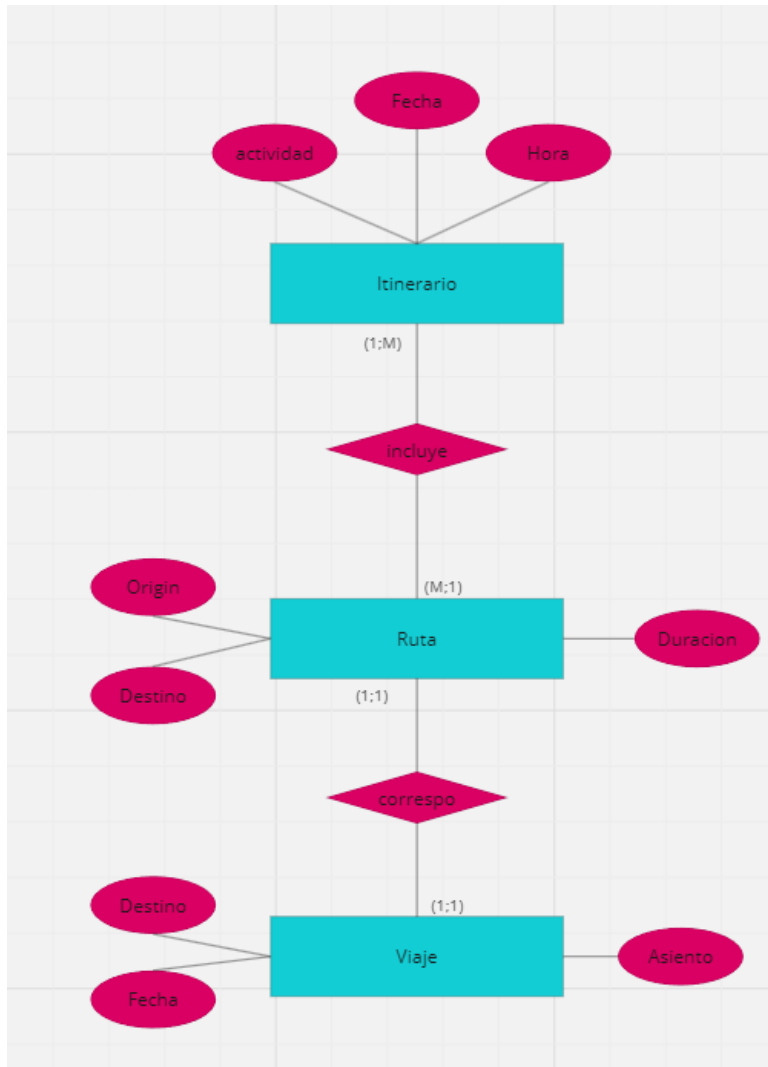 Fecha
actividad
Hora
Itinerario
(1;M)
incluye
(M;1)
Origin
Ruta
Duracion
Destino
(1;1)
correspo
(1;1)
Destino
Viaje
Asiento
Fecha